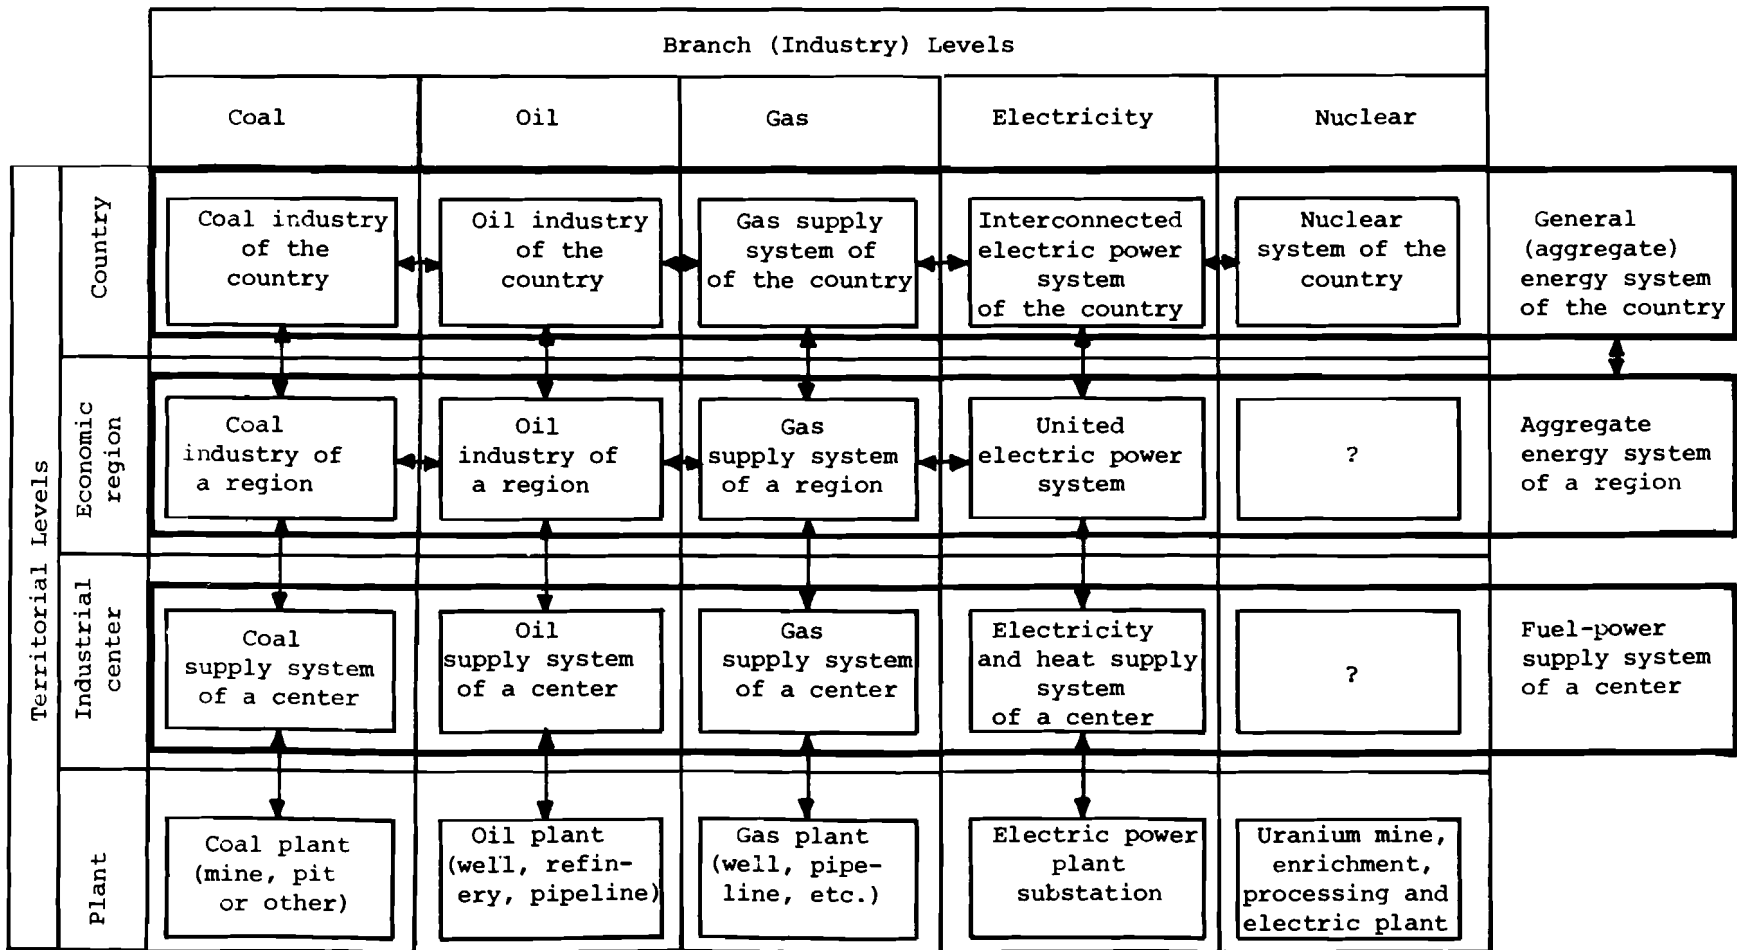 Branch (Industry) Levels
Coal
Oil
Gas
Electricity
Nuclear
Territorial Levels
Country
Coal industry
of the
country
Oil industry
of the
country
Gas supply
system of
of the country
Interconnected
electric power
system
of the country
Nuclear
system of the
country
General
(aggregate)
energy system
of the country
Economic
region
Coal
industry of
a region
Oil
industry of
a region
Gas
supply system
of a region
United
electric power
system
?
Aggregate
energy system
of a region
Industrial
center
Coal
supply system
of a center
Oil
supply system
of a center
Gas
supply system
of a center
Electricity
and heat supply
system
of a center
?
Fuel-power
supply system
of a center
Plant
Coal plant
(mine, pit
or other)
Oil plant
(well, refin-
ery, pipeline)
Gas plant
(well, pipe-
line, etc.)
Electric power
plant
substation
Uranium mine,
enrichment,
processing and
electric plant